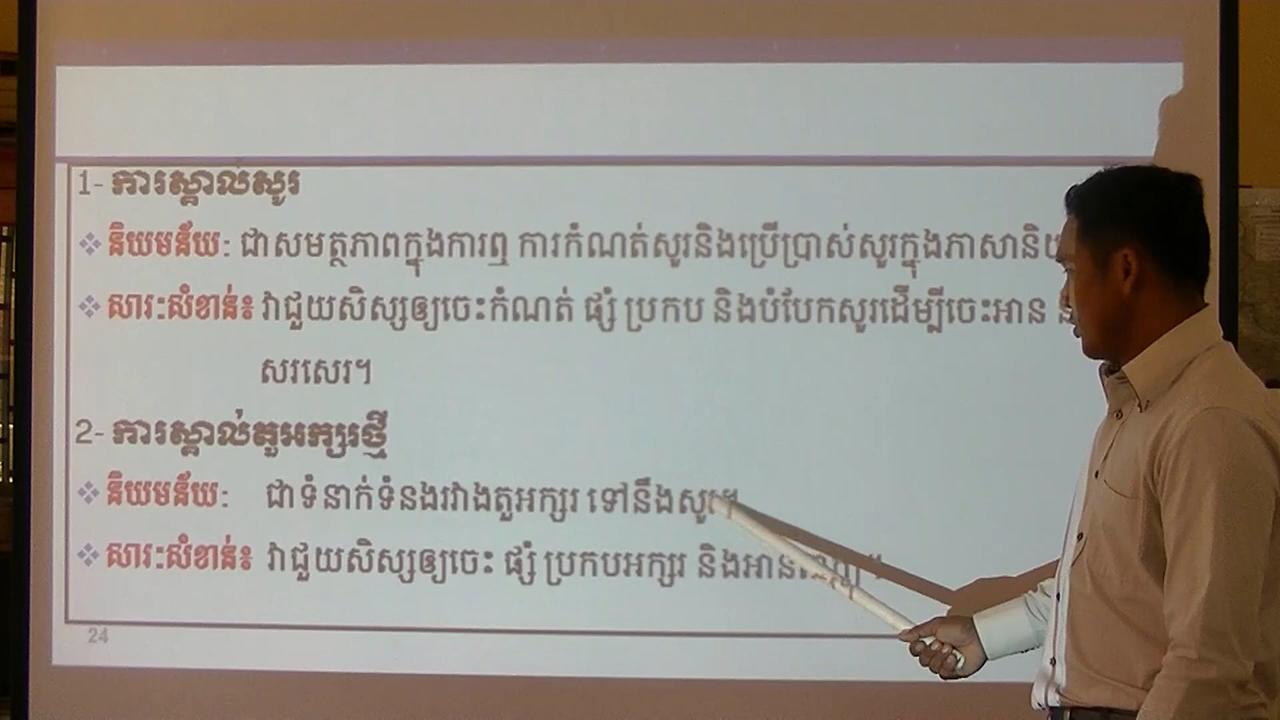 1- ការស្គាល់សូរ
❖ និយមន័យ: ជាសមត្ថភាពក្នុងការឮ ការកំណត់សូរនិងប្រើប្រាស់សូរក្នុងភាសានិយ
❖ សារៈសំខាន់៖ វាជួយសិស្សឲ្យចេះកំណត់ ផ្សំ ប្រកប និងបំបែកសូរដើម្បីចេះអាន
សរសេរ។
2- ការស្គាល់តួអក្សរថ្មី
❖ និយមន័យ: ជាទំនាក់ទំនងរវាងតួអក្សរ ទៅនឹងសូរ។
❖ សារៈសំខាន់៖ វាជួយសិស្សឲ្យចេះ ផ្សំ ប្រកបអក្សរ និងអាន
24